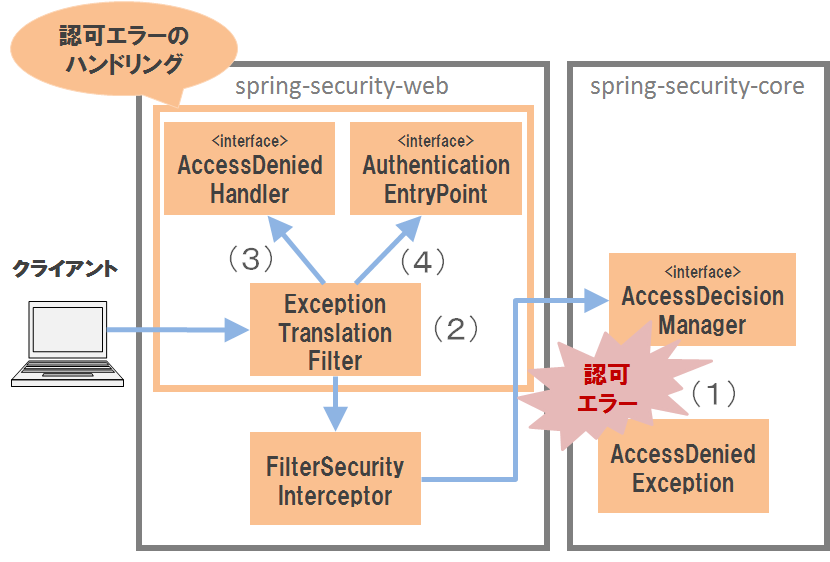 認可エラーの
ハンドリング
spring-security-web
spring-security-core
<interface>
AccessDenied
Handler
<interface>
Authentication
EntryPoint
（3）
（4）
クライアント
Exception
Translation
Filter
（2）
<interface>
AccessDecision
Manager
認可
エラー
（1）
FilterSecurity
Interceptor
AccessDenied
Exception